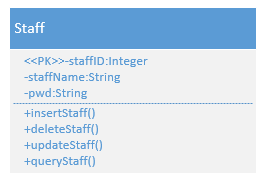 Staff
<<PK>>-staffID:Integer
-staffName:String
-pwd:String
+insertStaff()
+deleteStaff()
+updateStaff()
+queryStaff()